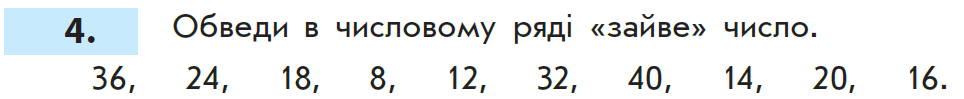 4. Обведи в числовому ряді «зайве» число.
36, 24, 18, 8, 12, 32, 40, 14, 20, 16.